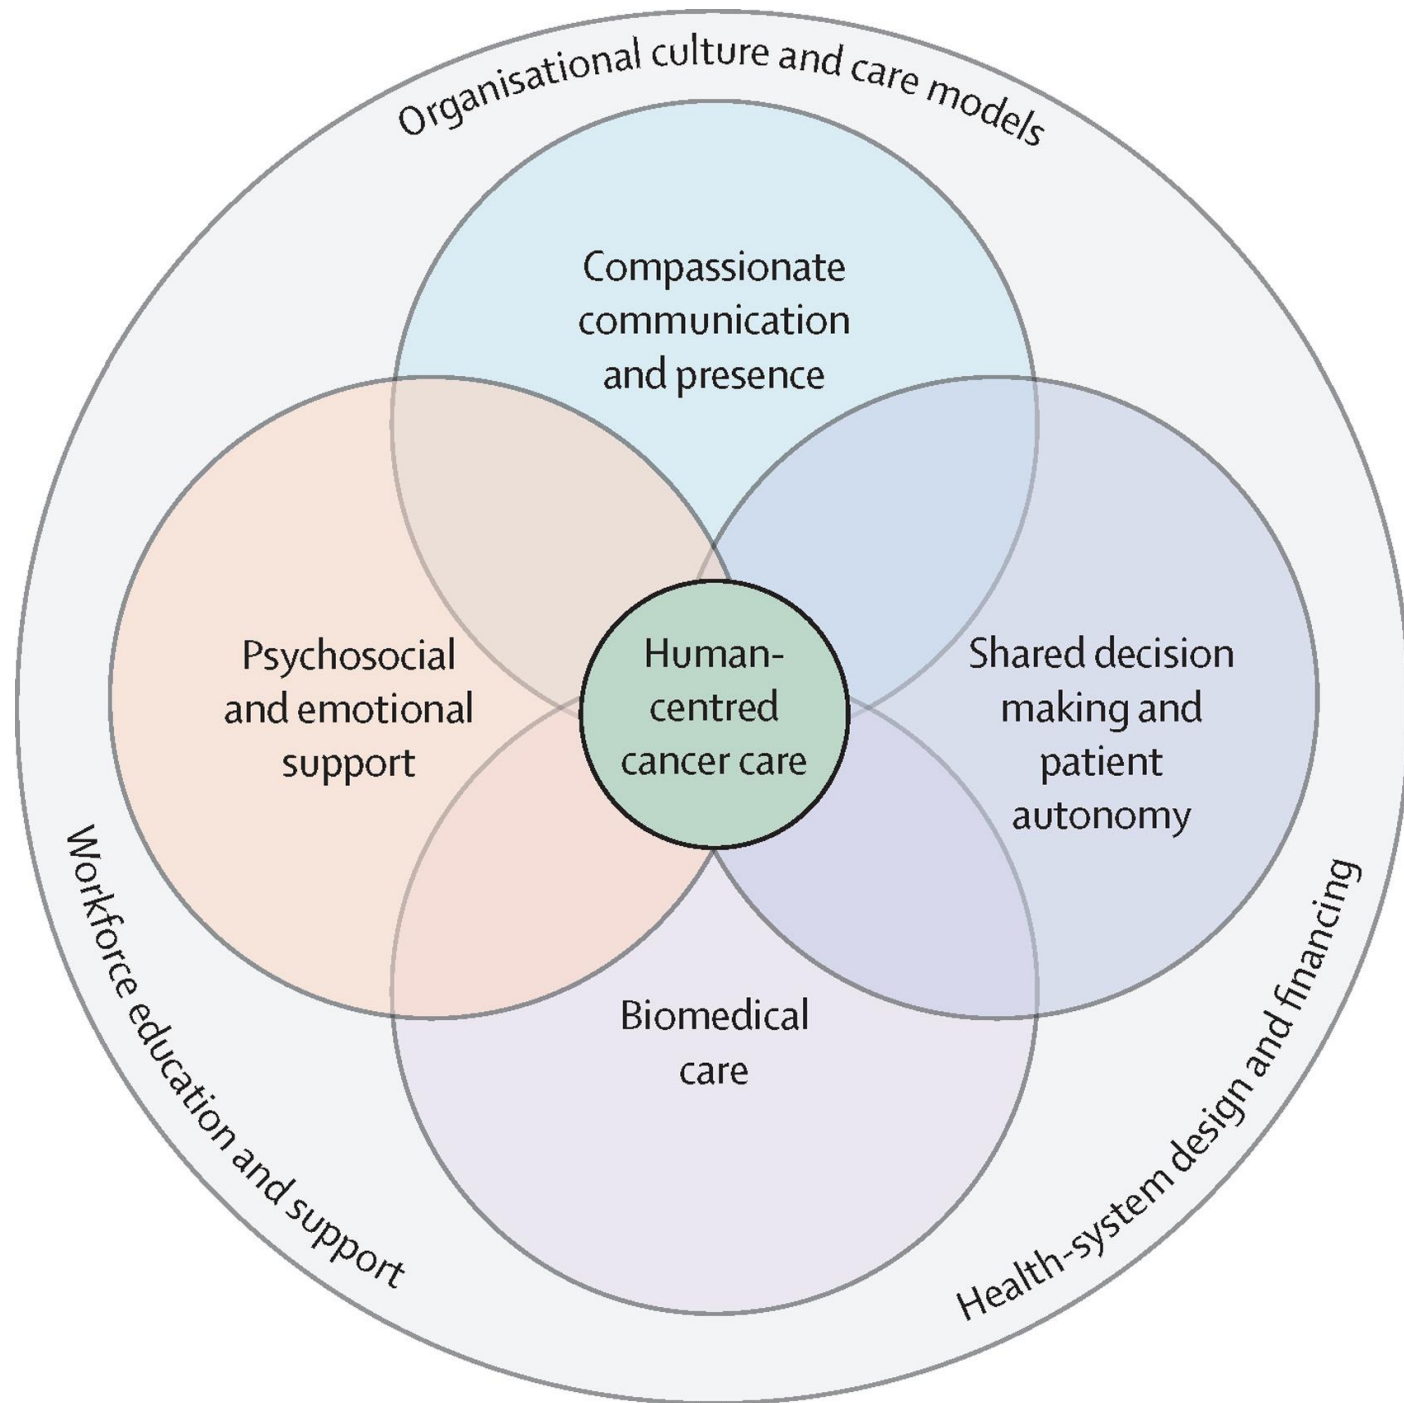 Organisational culture and care models
Compassionate
communication
and presence
Psychosocial
and emotional
support
Human-
centred
cancer care
Shared decision
making and
patient
autonomy
Biomedical
care
Workforce education and support
Health-system design and financing